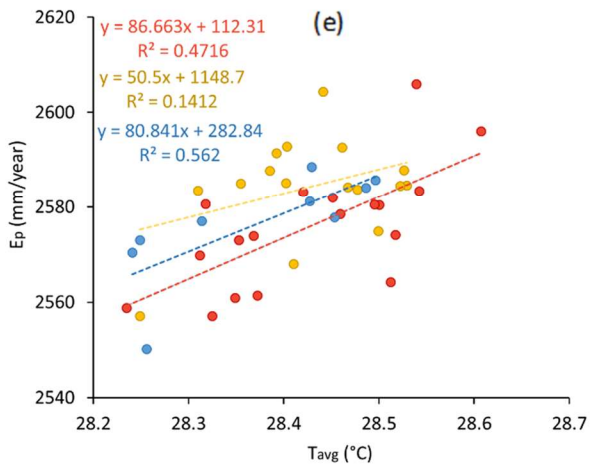 (e)
y = 86.663x + 112.31
R² = 0.4716
y = 50.5x + 1148.7
R² = 0.1412
y = 80.841x + 282.84
R² = 0.562
Ep (mm/year)
2620
2600
2580
2560
2540
28.2 28.3 28.4 28.5 28.6 28.7
Tavg (°C)